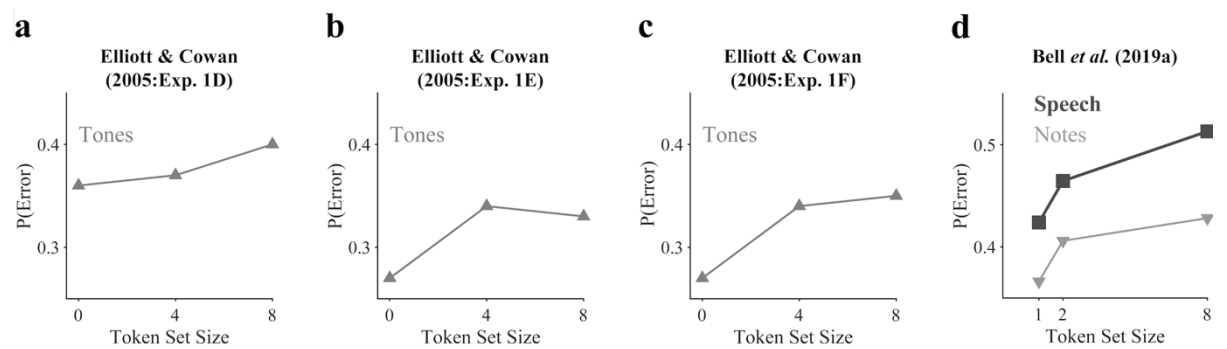 a
Elliott & Cowan
(2005:Exp. 1D)
Tones
0.4
0.3
P(Error)
0
4
8
Token Set Size
b
Elliott & Cowan
(2005:Exp. 1E)
Tones
0.4
0.3
P(Error)
0
4
8
Token Set Size
c
Elliott & Cowan
(2005:Exp. 1F)
Tones
0.4
0.3
P(Error)
0
4
8
Token Set Size
d
Bell et al. (2019a)
Speech
Notes
0.5
0.4
P(Error)
1
2
8
Token Set Size